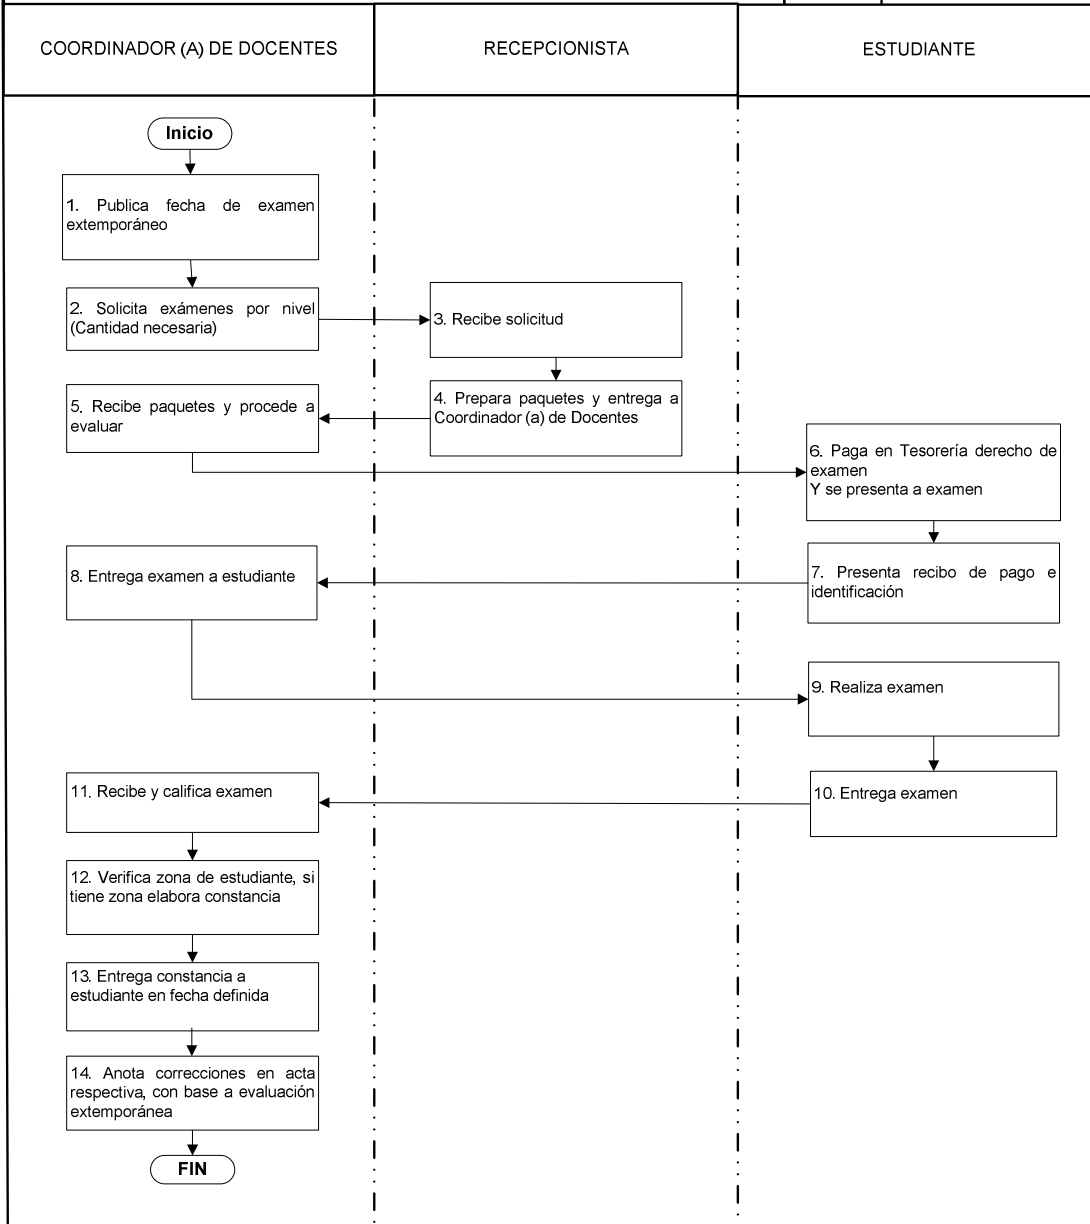 COORDINADOR (A) DE DOCENTES
RECEPCIONISTA
ESTUDIANTE
Inicio
1. Publica fecha de examen
extemporáneo
2. Solicita exámenes por nivel
(Cantidad necesaria)
3. Recibe solicitud
4. Prepara paquetes y entrega a
Coordinador (a) de Docentes
5. Recibe paquetes y procede a
evaluar
6. Paga en Tesorería derecho de
examen
Y se presenta a examen
7. Presenta recibo de pago e
identificación
8. Entrega examen a estudiante
9. Realiza examen
10. Entrega examen
11. Recibe y califica examen
12. Verifica zona de estudiante, si
tiene zona elabora constancia
13. Entrega constancia a
estudiante en fecha definida
14. Anota correcciones en acta
respectiva, con base a evaluación
extemporánea
FIN